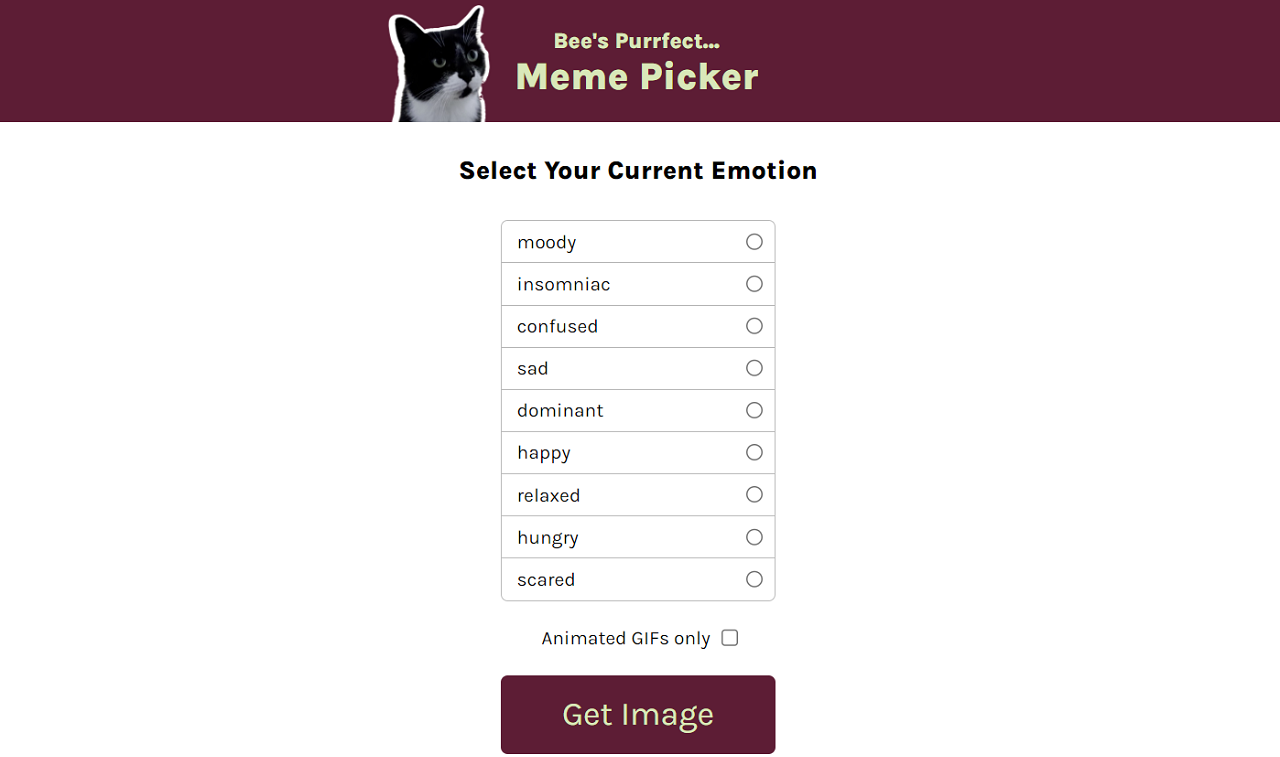 Bee's Purrfect...
Meme Picker
Select Your Current Emotion
moody
insomniac
confused
sad
dominant
happy
relaxed
hungry
scared
Animated GIFs only
Get Image